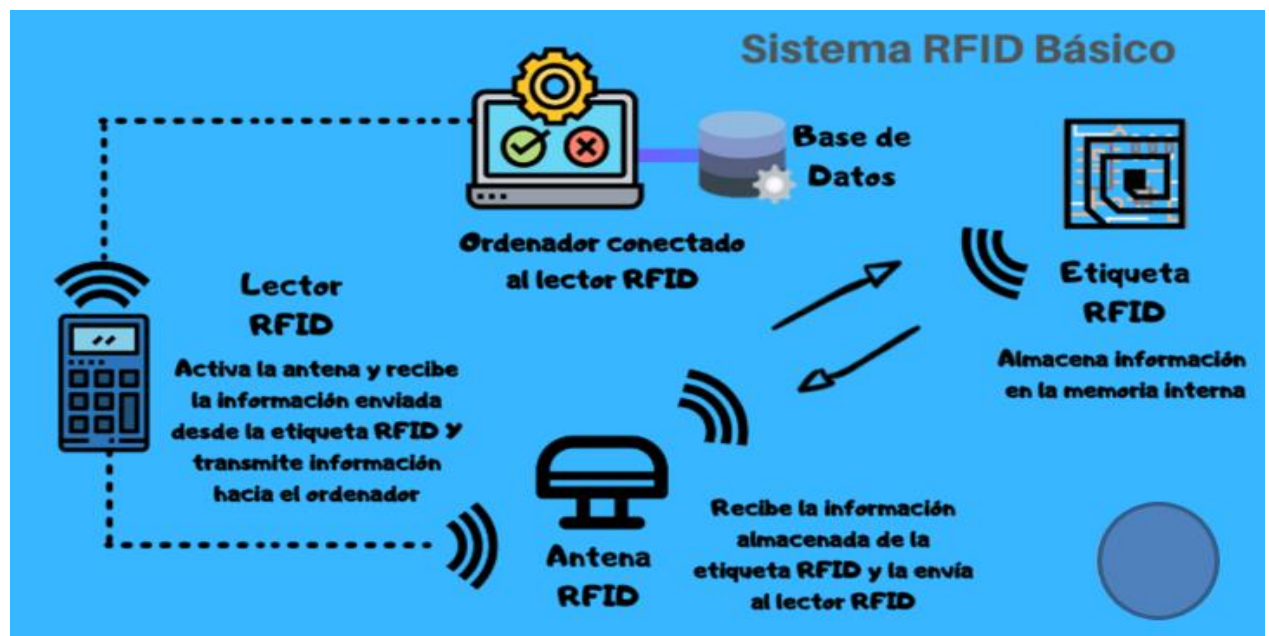 Sistema RFID Básico
Base de
Datos
Ordenador conectado
al lector RFID
Lector
RFID
Activa la antena y recibe
la información enviada
desde la etiqueta RFID Y
transmite información
hacia el ordenador
Etiqueta
RFID
Almacena información
en la memoria interna
Antena
RFID
Recibe la información
almacenada de la
etiqueta RFID y la envía
al lector RFID